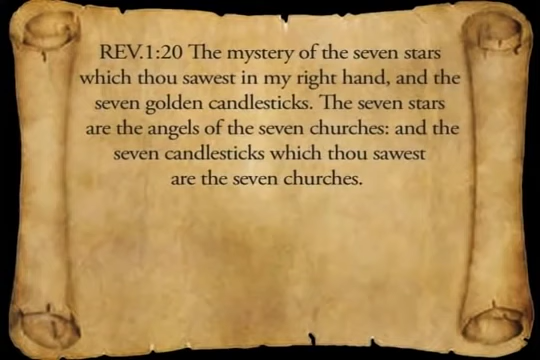 REV.1:20 The mystery of the seven stars
which thou sawest in my right hand, and the
seven golden candlesticks. The seven stars
are the angels of the seven churches: and the
seven candlesticks which thou sawest
are the seven churches.